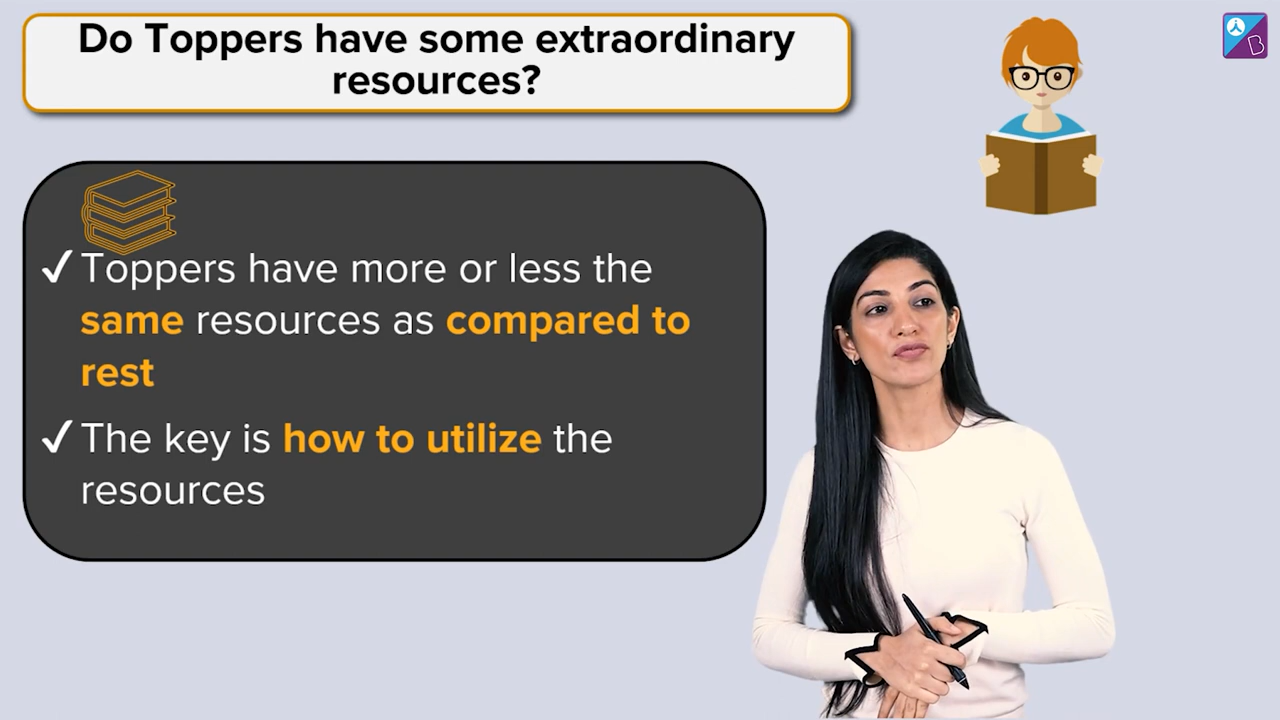 Do Toppers have some extraordinary
resources?
✓ Toppers have more or less the
same resources as compared to
rest
✓ The key is how to utilize the
resources
B